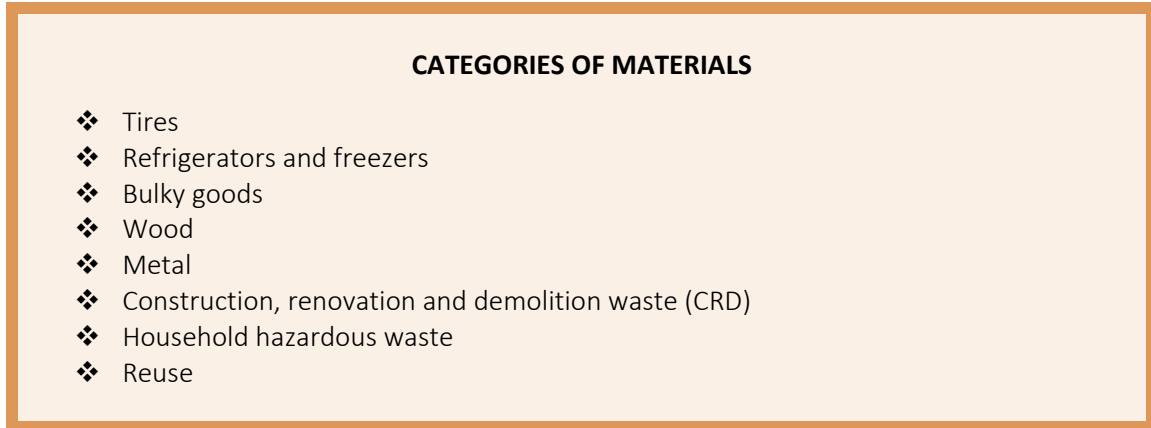 CATEGORIES OF MATERIALS
❖ Tires
❖ Refrigerators and freezers
❖ Bulky goods
❖ Wood
❖ Metal
❖ Construction, renovation and demolition waste (CRD)
❖ Household hazardous waste
❖ Reuse